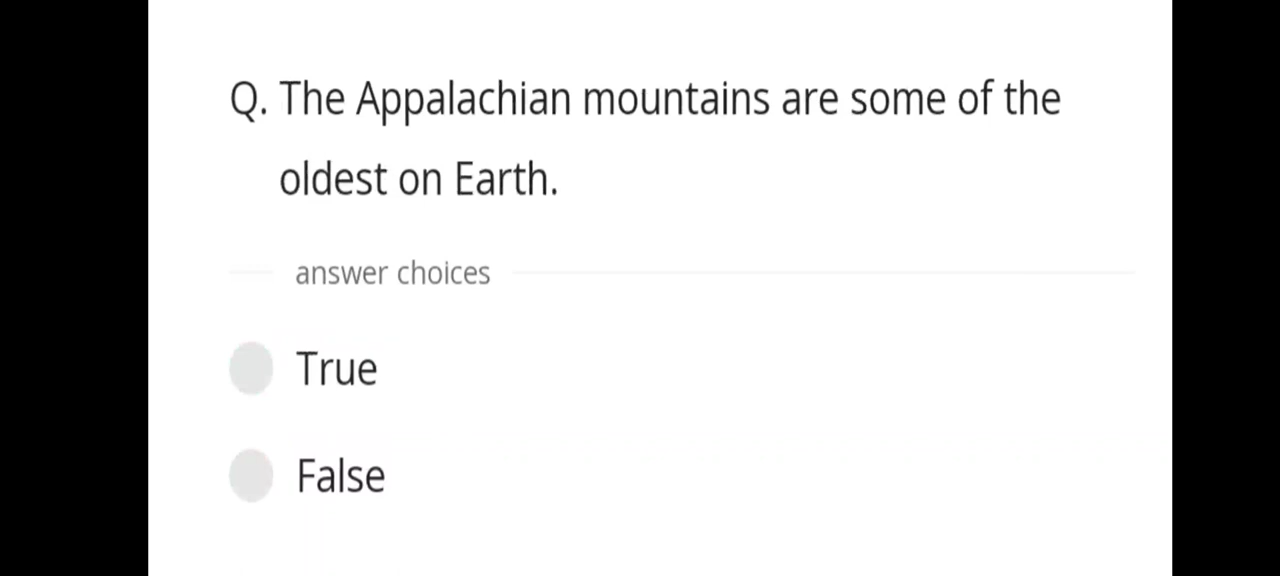 Q. The Appalachian mountains are some of the
oldest on Earth.
answer choices
True
False